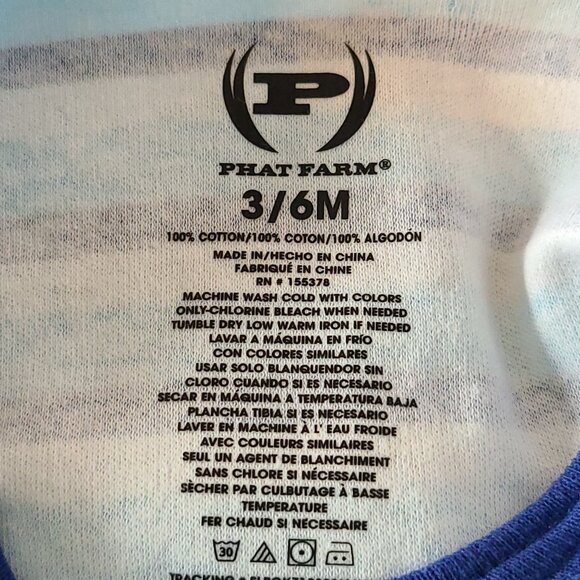 P
PHAT FARM®
3/6M
100% COTTON/100% COTON/100% ALGODÓN
MADE IN/HECHO EN CHINA
FABRIQUÉ EN CHINE
RN # 155378
MACHINE WASH COLD WITH COLORS
ONLY-CHLORINE BLEACH WHEN NEEDED
TUMBLE DRY LOW WARM IRON IF NEEDED
LAVAR A MÁQUINA EN FRÍO
CON COLORES SIMILARES
USAR SOLO BLANQUENDOR SIN
CLORO CUANDO SI ES NECESARIO
SECAR EN MÁQUINA A TEMPERATURA BAJA
PLANCHA TIBIA SI ES NECESARIO
LAVER EN MACHINE À L' EAU FROIDE
AVEC COULEURS SIMILAIRES
SEUL UN AGENT DE BLANCHIMENT
SANS CHLORE SI NÉCESSAIRE
SÈCHER PAR CULBUTAGE À BASSE
TEMPERATURE
FER CHAUD SI NÉCESSAIRE
30
TRACKING &